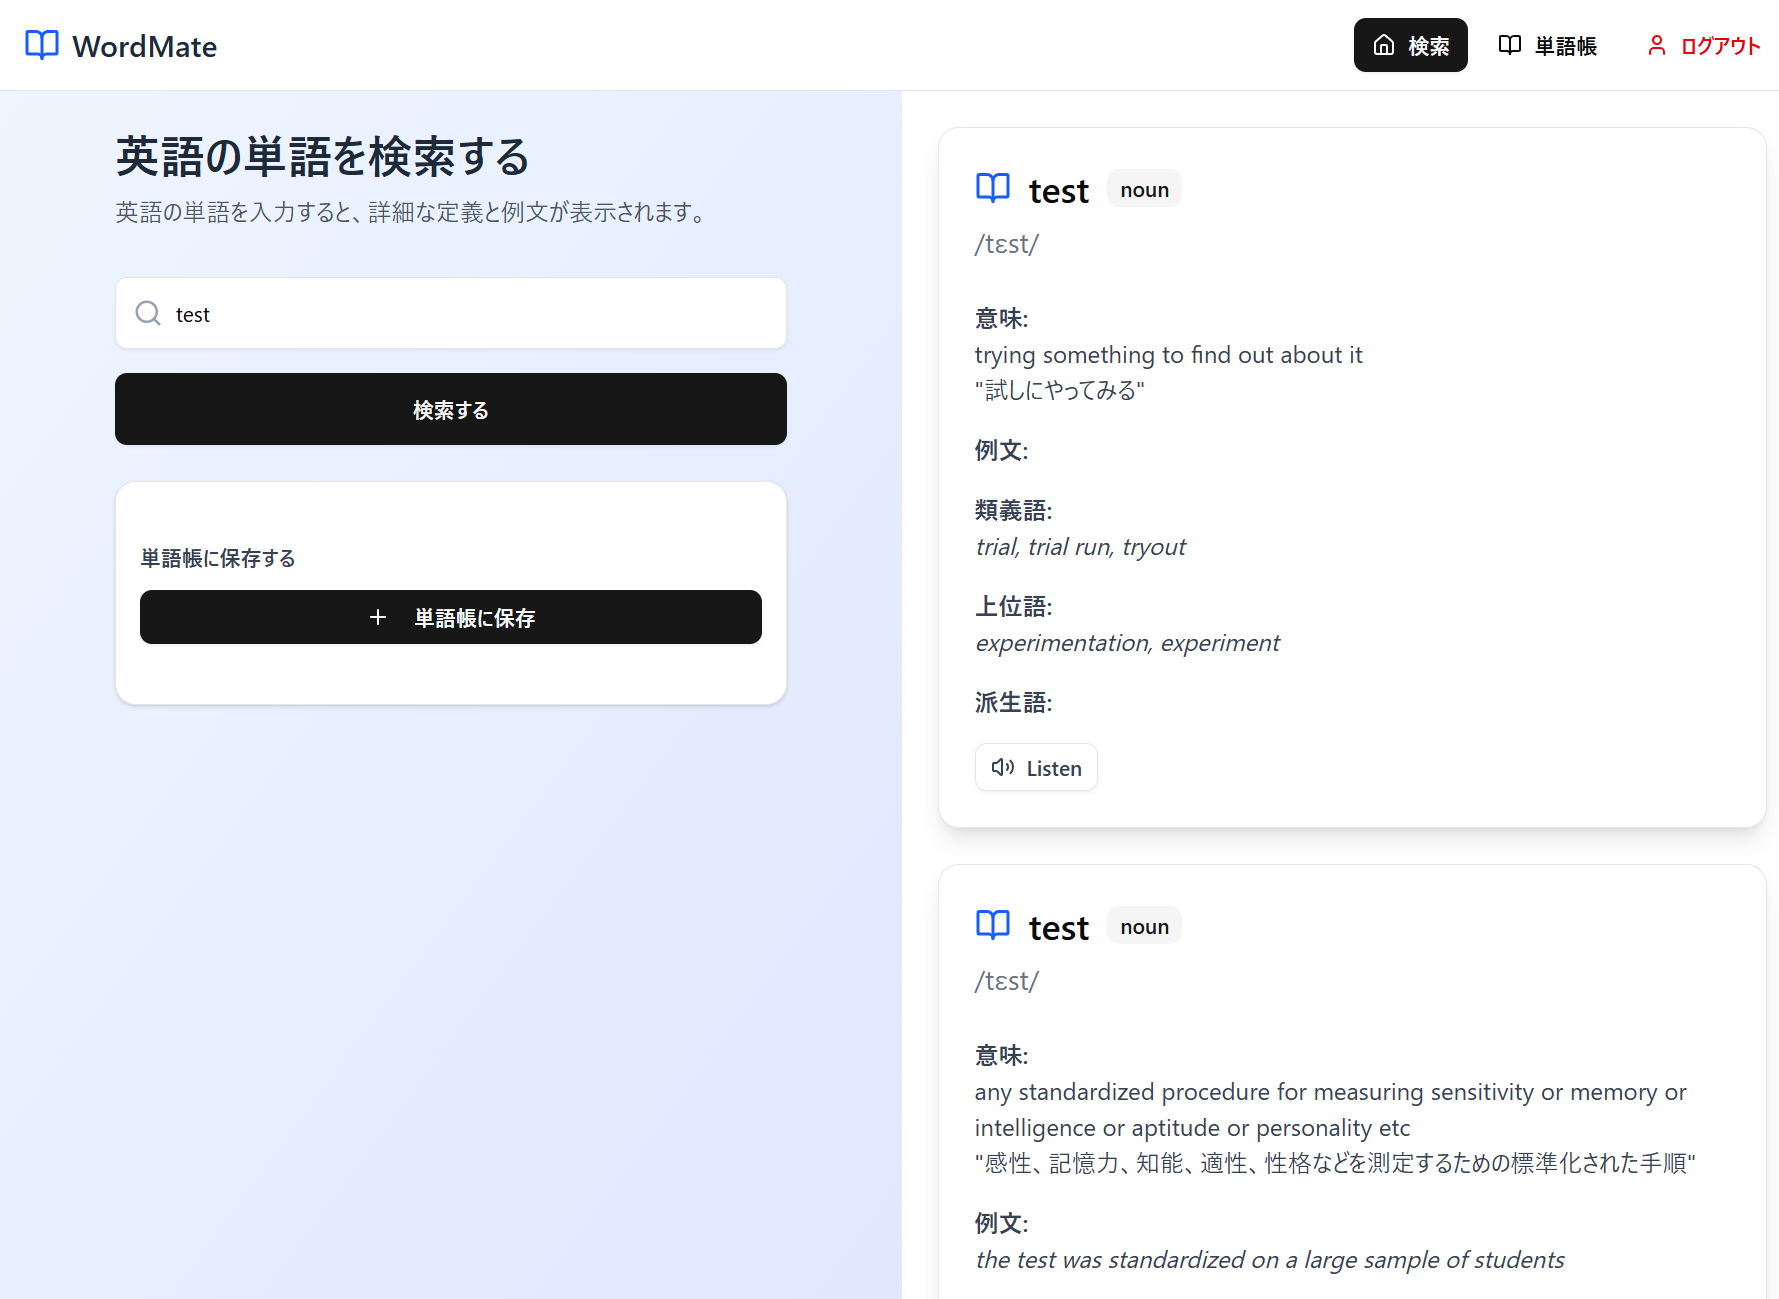 WordMate
検索
単語帳
ログアウト
英語の単語を検索する
英語の単語を入力すると、詳細な定義と例文が表示されます。
test
検索する
単語帳に保存する
単語帳に保存
test noun
/tɛst/
意味:
trying something to find out about it
"試しにやってみる"
例文:
類義語:
trial, trial run, tryout
上位語:
experimentation, experiment
派生語:
Listen
test noun
/tɛst/
意味:
any standardized procedure for measuring sensitivity or memory or
intelligence or aptitude or personality etc
"感性、記憶力、知能、適性、性格などを測定するための標準化された手順"
例文:
the test was standardized on a large sample of students